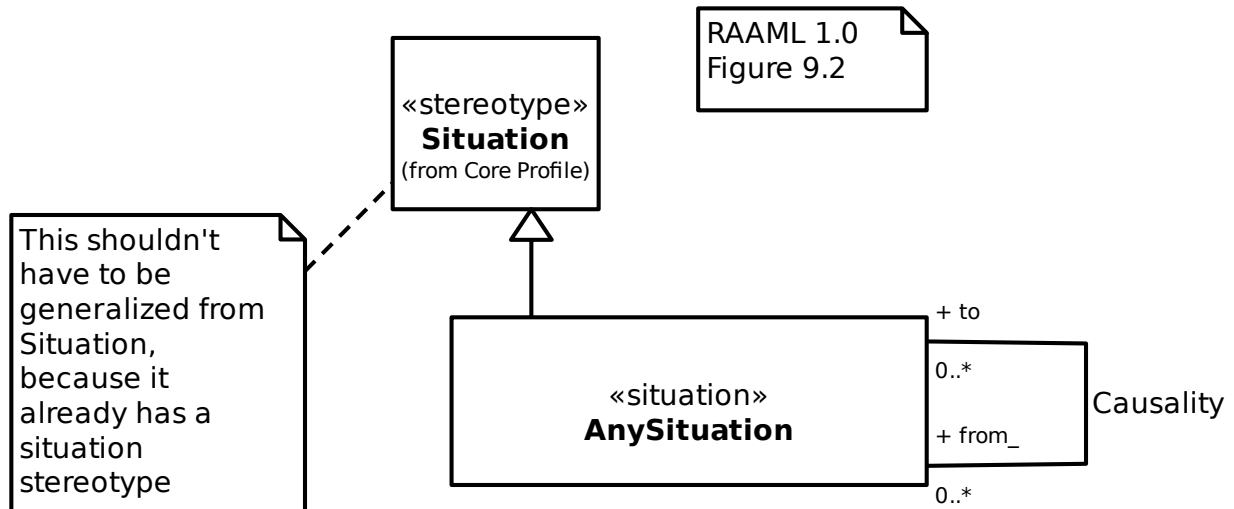 RAAML 1.0
Figure 9.2
«stereotype»
Situation
(from Core Profile)
This shouldn't
have to be
generalized from
Situation,
because it
already has a
situation
stereotype
«situation»
AnySituation
+ to
0..*
Causality
+ from_
0..*